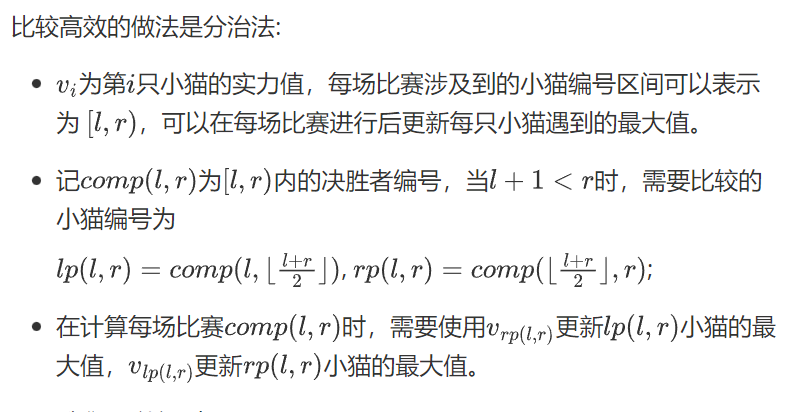 比较高效的做法是分治法:
• $v_i$为第$i$只小猫的实力值，每场比赛涉及到的小猫编号区间可以表示
为 $[l, r)$，可以在每场比赛进行后更新每只小猫遇到的最大值。
• 记$comp(l, r)$为$[l, r)$内的决胜者编号，当$l + 1 < r$时，需要比较的
小猫编号为
$lp(l, r) = comp(l, \lfloor \frac{l+r}{2} \rfloor), rp(l, r) = comp(\lfloor \frac{l+r}{2} \rfloor, r)$;
• 在计算每场比赛$comp(l, r)$时，需要使用$v_{rp(l,r)}$更新$lp(l, r)$小猫的最
大值，$v_{lp(l,r)}$更新$rp(l, r)$小猫的最大值。